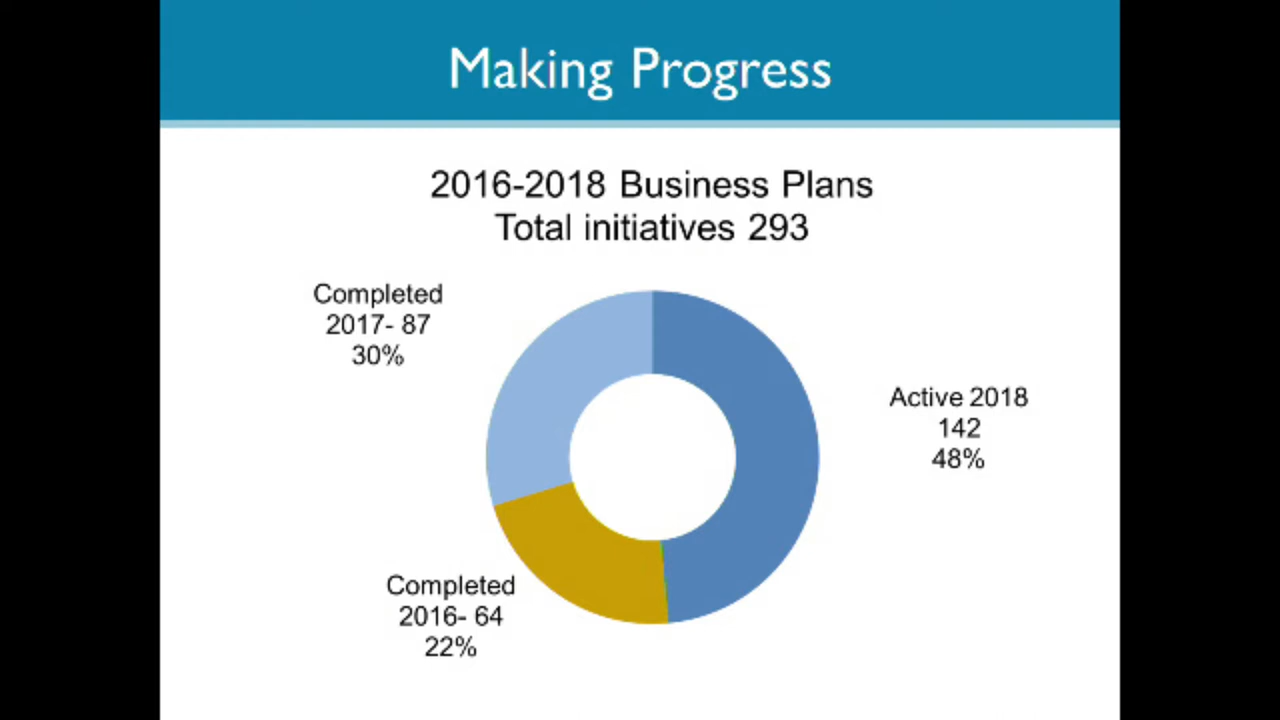 Making Progress
2016-2018 Business Plans
Total initiatives 293
Completed
2017- 87
30%
Active 2018
142
48%
Completed
2016- 64
22%